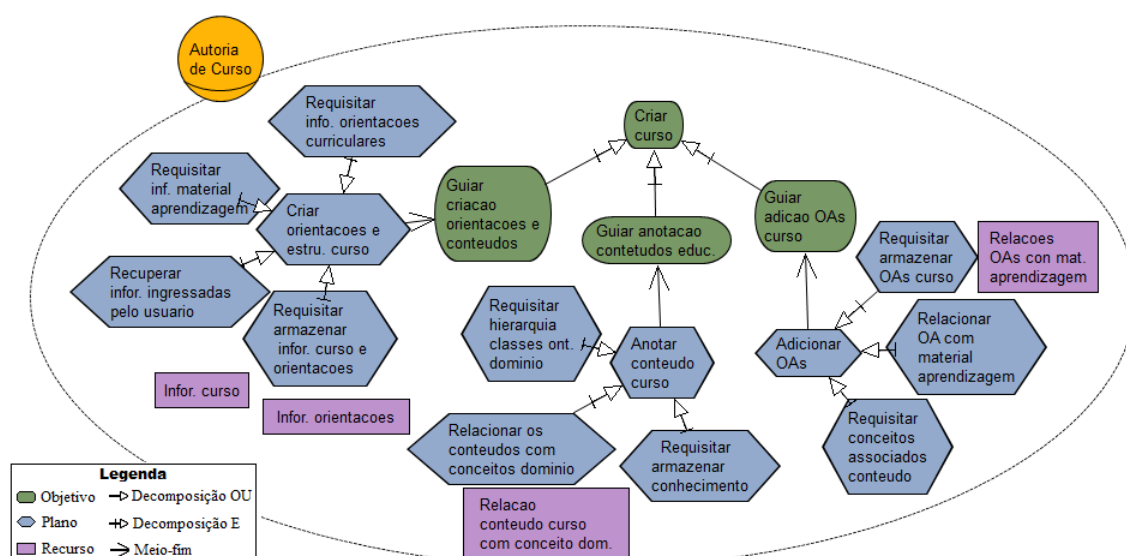 Autoria
de Curso
Requisitar
info. orientacoes
curriculares
Criar
curso
Requisitar
inf. material
aprendizagem
Criar
orientacoes e
estru. curso
Guiar
criacao
orientacoes e
conteudos
Guiar anotacao
contetudos educ.
Guiar
adicao OAs
curso
Requisitar
armazenar
OAs curso
Relacoes
OAs con mat.
aprendizagem
Recuperar
infor. ingressadas
pelo usuario
Requisitar
armazenar
infor. curso e
orientacoes
Requisitar
hierarquia
classes ont.
dominio
Anotar
conteudo
curso
Adicionar
OAs
Relacionar
OA com
material
aprendizagem
Infor. curso
Infor. orientacoes
Relacionar os
conteudos com
conceitos dominio
Requisitar
armazenar
conhecimento
Requisitar
conceitos
associados
conteudo
Relacao
conteudo curso
com conceito dom.
Legenda
Objetivo
Decomposição OU
Plano
Decomposição E
Recurso
Meio-fim